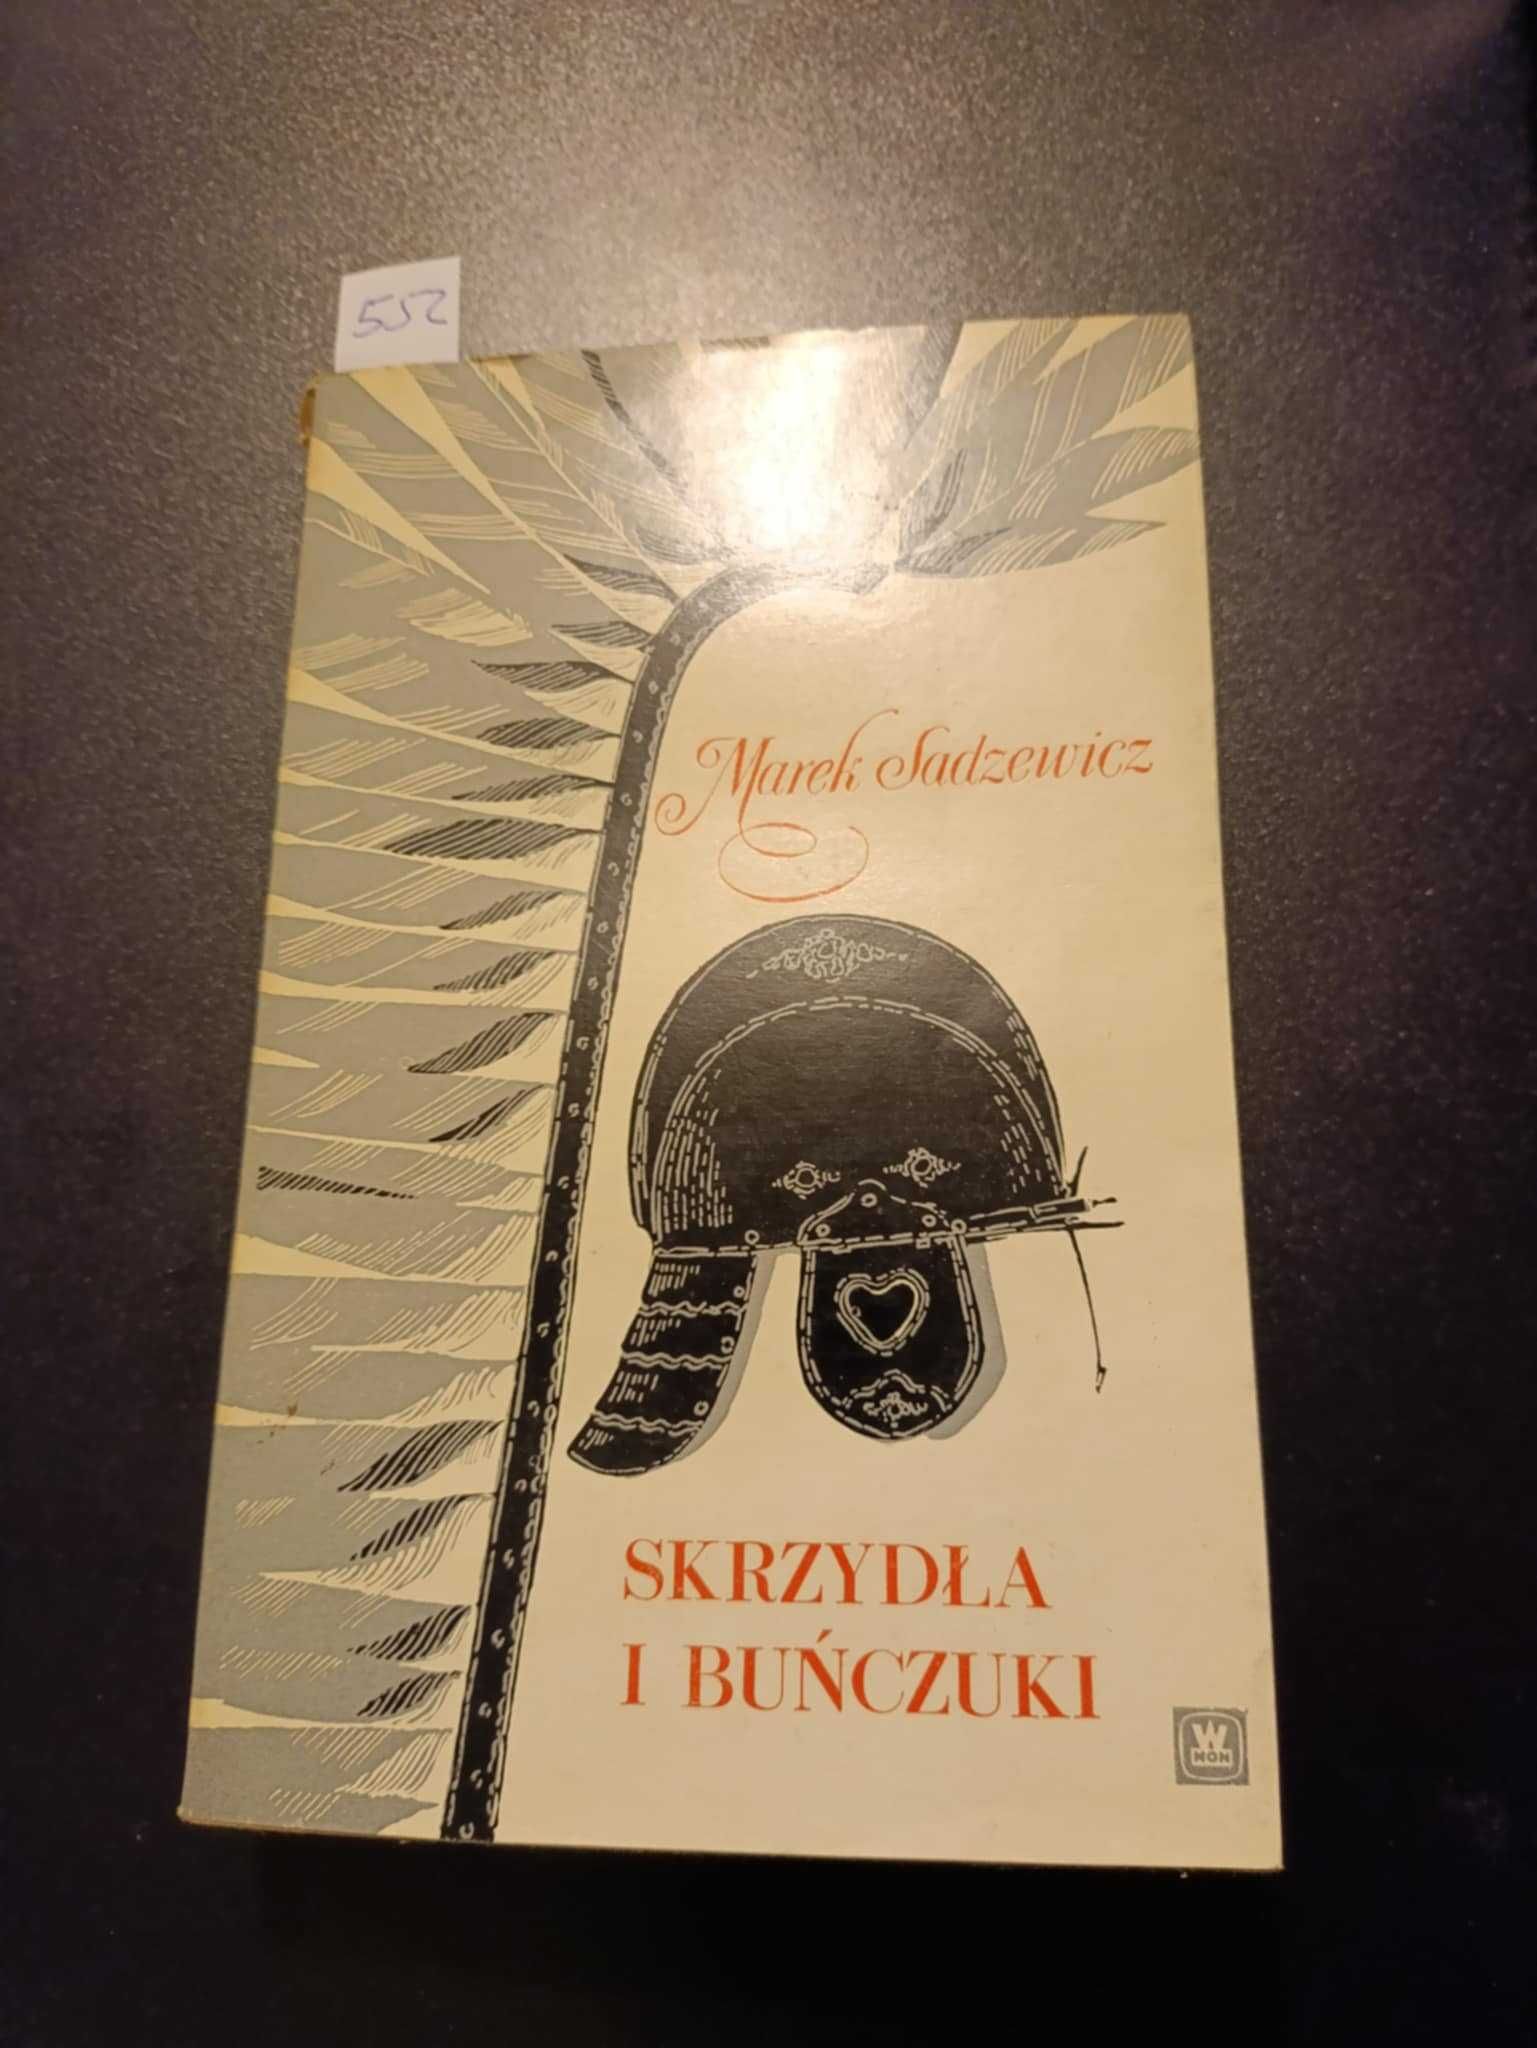 552
Marek Sadzewicz
SKRZYDŁA
I BUŃCZUKI
W
MON